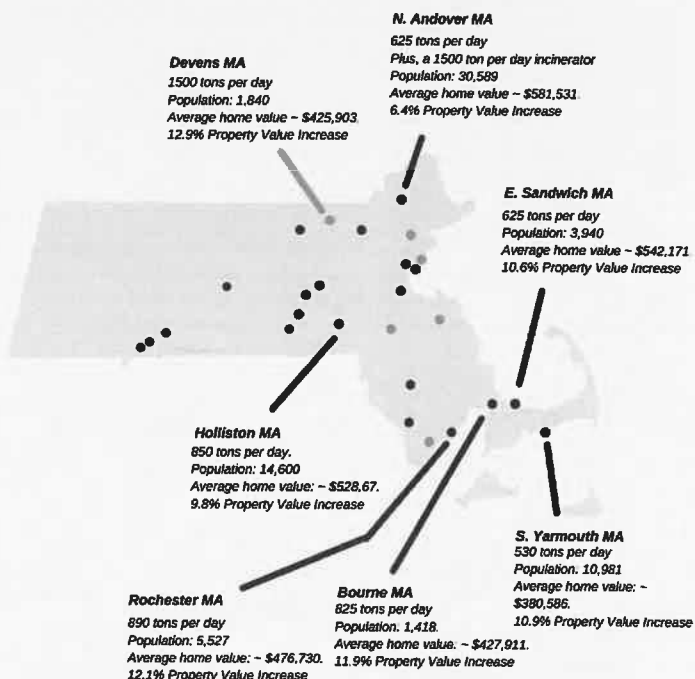 N. Andover MA
625 tons per day
Plus, a 1500 ton per day incinerator
Population: 30,589
Average home value ~ $581,531
6.4% Property Value Increase
Devens MA
1500 tons per day
Population: 1,840
Average home value ~ $425,903
12.9% Property Value Increase
E. Sandwich MA
625 tons per day
Population: 3,940
Average home value ~ $542,171
10.6% Property Value Increase
Holliston MA
850 tons per day.
Population: 14,600
Average home value: ~ $528,67.
9.8% Property Value Increase
S. Yarmouth MA
530 tons per day
Population. 10,981
Average home value: ~
$380,586.
10.9% Property Value Increase
Rochester MA
890 tons per day
Population: 5,527
Average home value: ~ $476,730.
12.1% Property Value Increase
Bourne MA
825 tons per day
Population: 1,418.
Average home value: ~ $427,911.
11.9% Property Value Increase